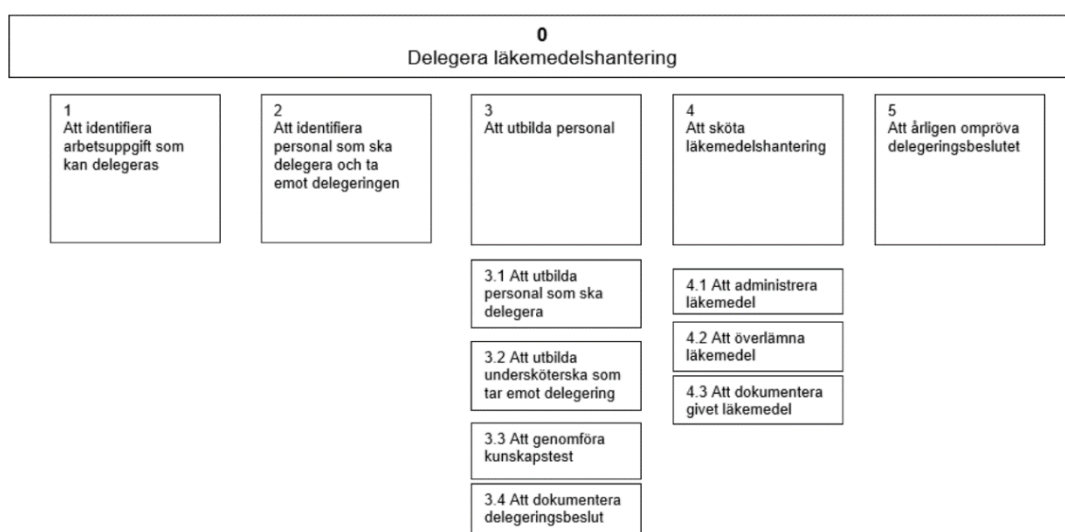 0
Delegera läkemedelshantering
1
Att identifiera
arbetsuppgift som
kan delegeras
2
Att identifiera
personal som ska
delegera och ta
emot delegeringen
3
Att utbilda personal
4
Att sköta
läkemedelshantering
5
Att årligen ompröva
delegeringsbeslutet
3.1 Att utbilda
personal som ska
delegera
3.2 Att utbilda
undersköterska som
tar emot delegering
3.3 Att genomföra
kunskapstest
3.4 Att dokumentera
delegeringsbeslut
4.1 Att administrera
läkemedel
4.2 Att överlämna
läkemedel
4.3 Att dokumentera
givet läkemedel